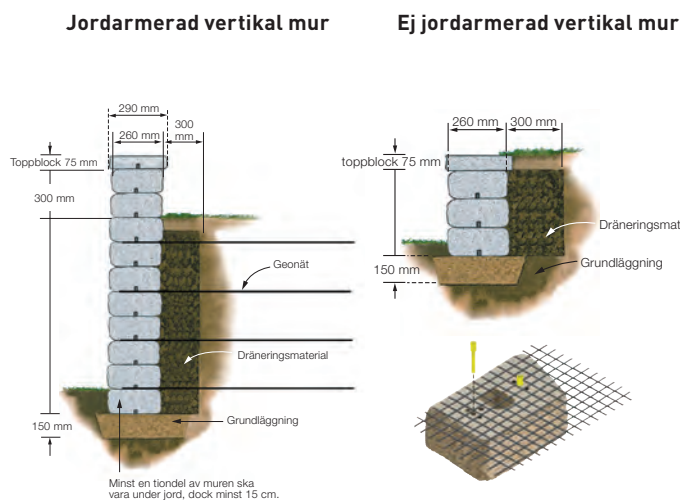 Jordarmerad vertikal mur
290 mm
260 mm
300
mm
Toppblock 75 mm
300 mm
Geonät
Dräneringsmaterial
Grundläggning
150 mm
Minst en tiondel av muren ska
vara under jord, dock minst 15 cm.
Ej jordarmerad vertikal mur
260 mm
300 mm
toppblock 75 mm
Dräneringsmat
Grundläggning
150 mm